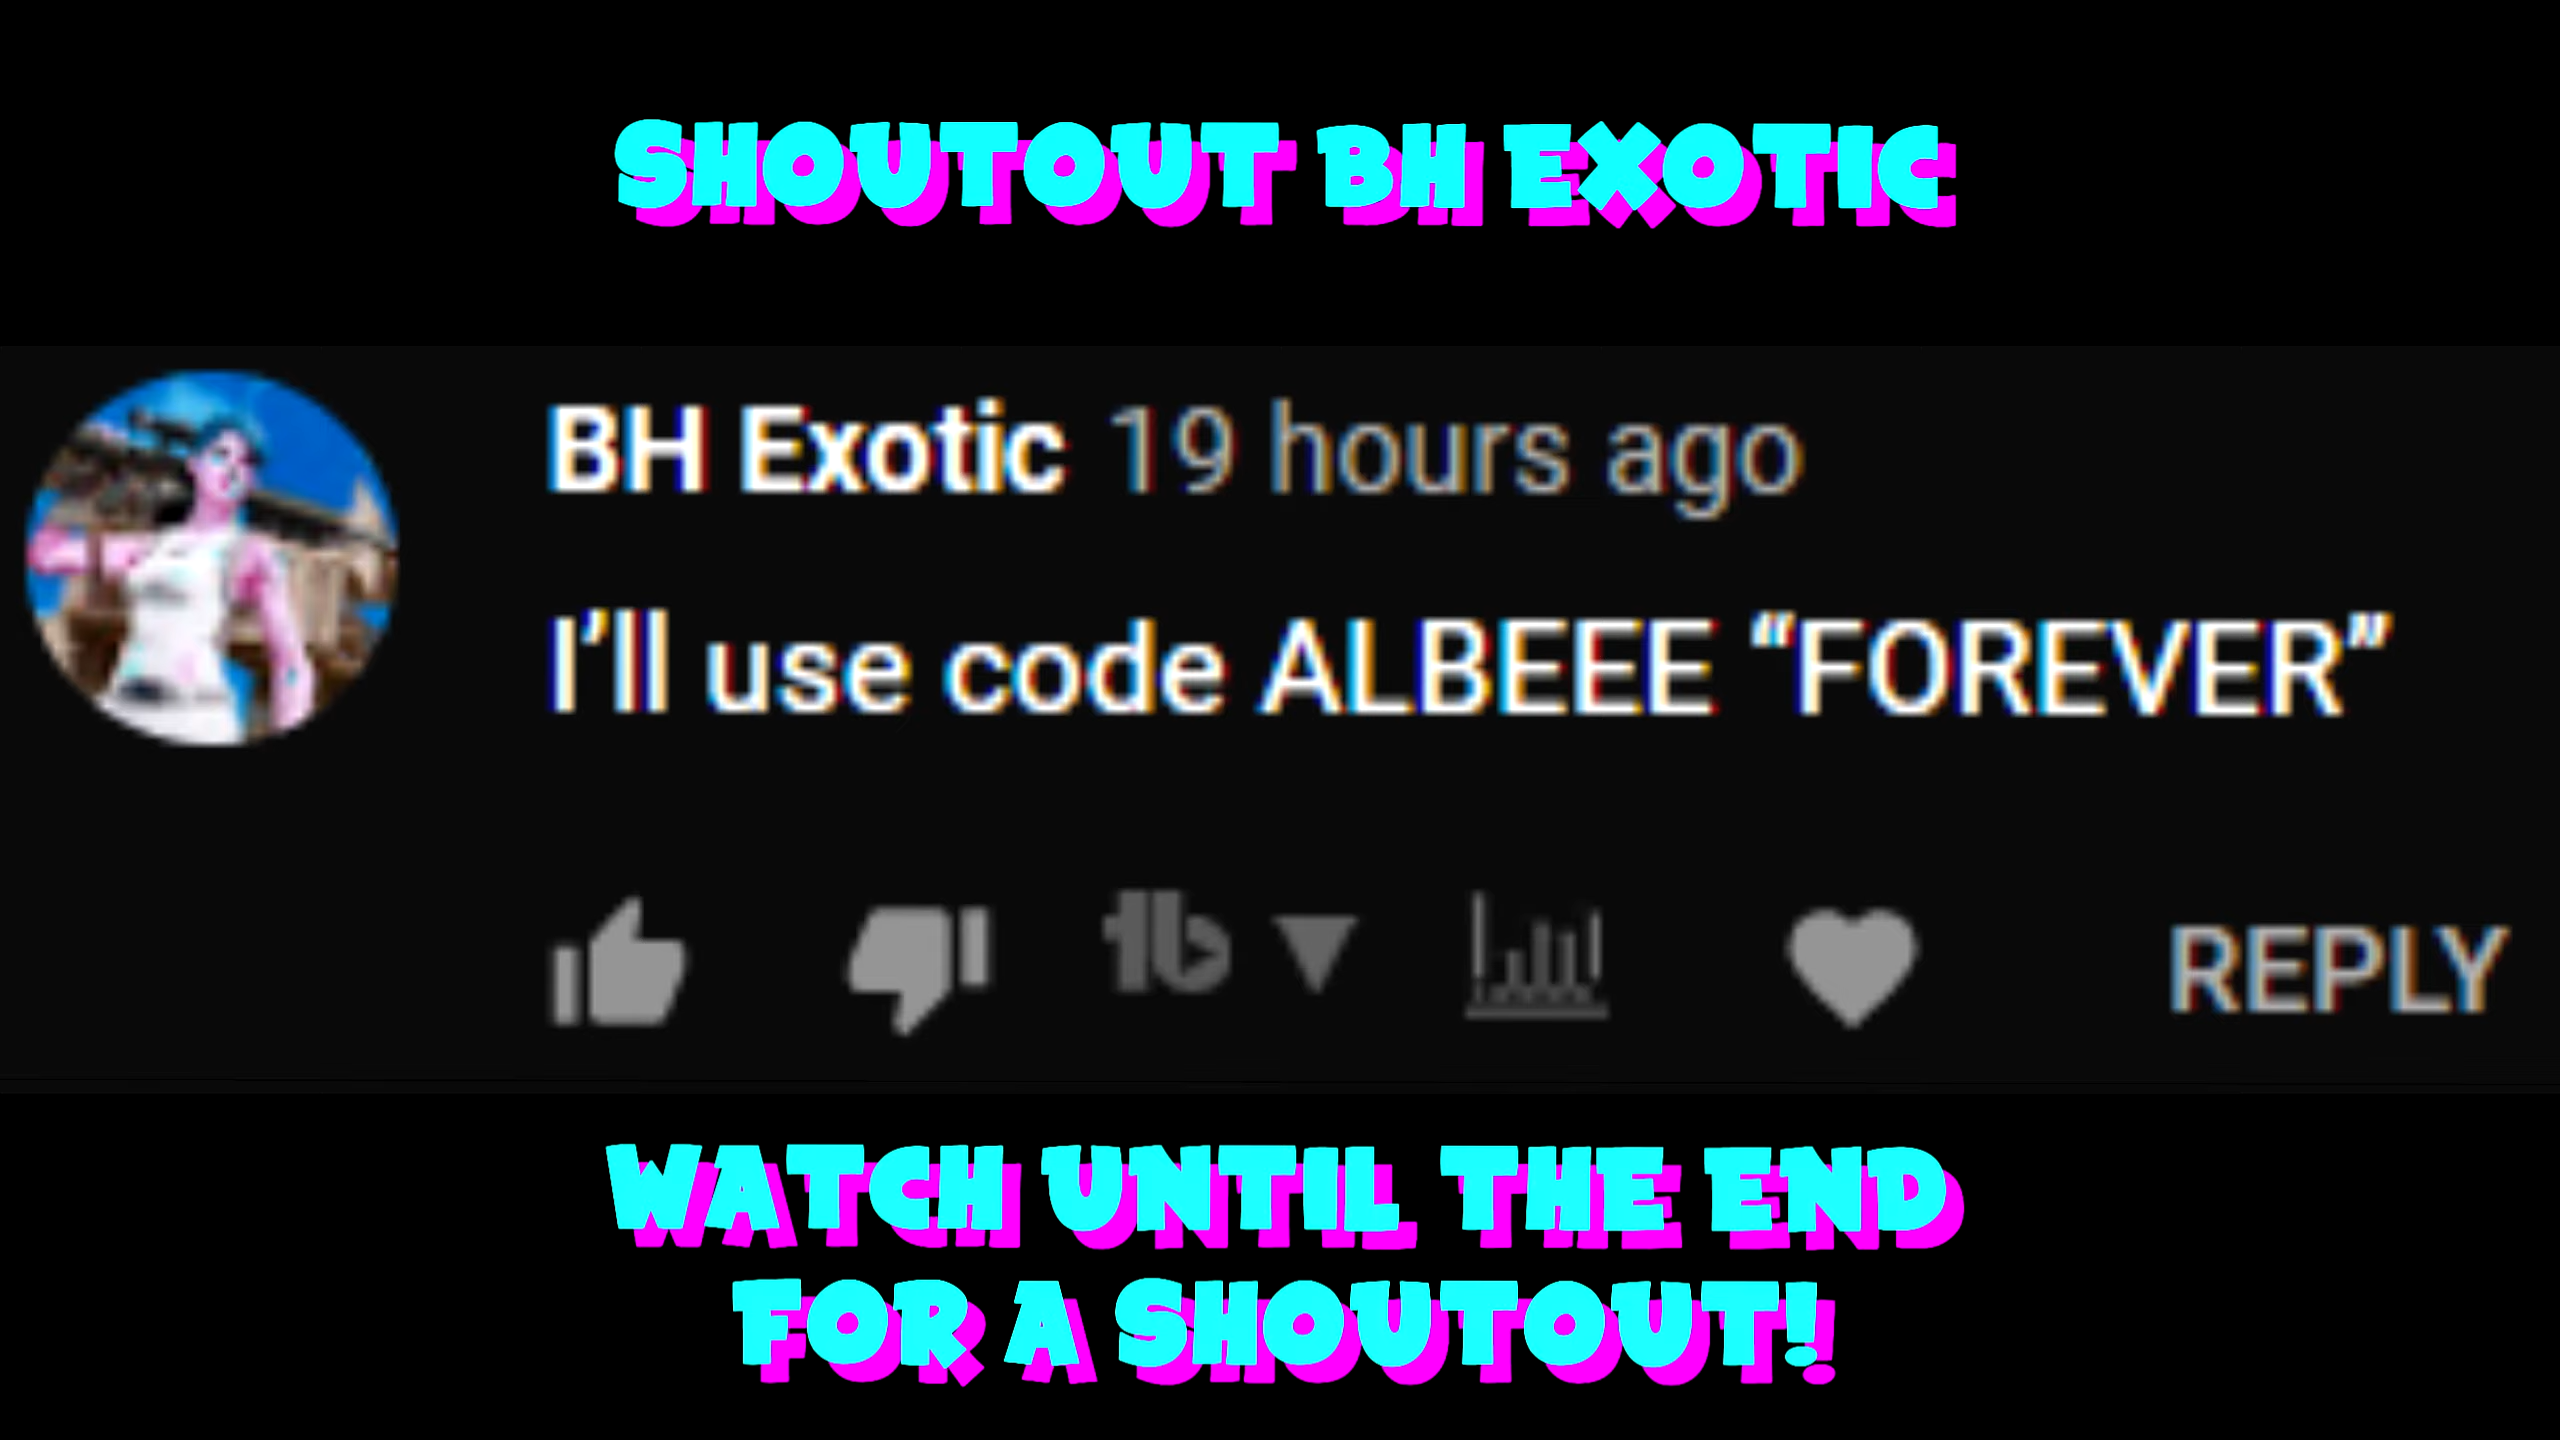 SHOUTOUT BH EXOTIC
BH Exotic 19 hours ago
I’ll use code ALBEEE “FOREVER”
tb
REPLY
WATCH UNTIL THE END
FOR A SHOUTOUT!